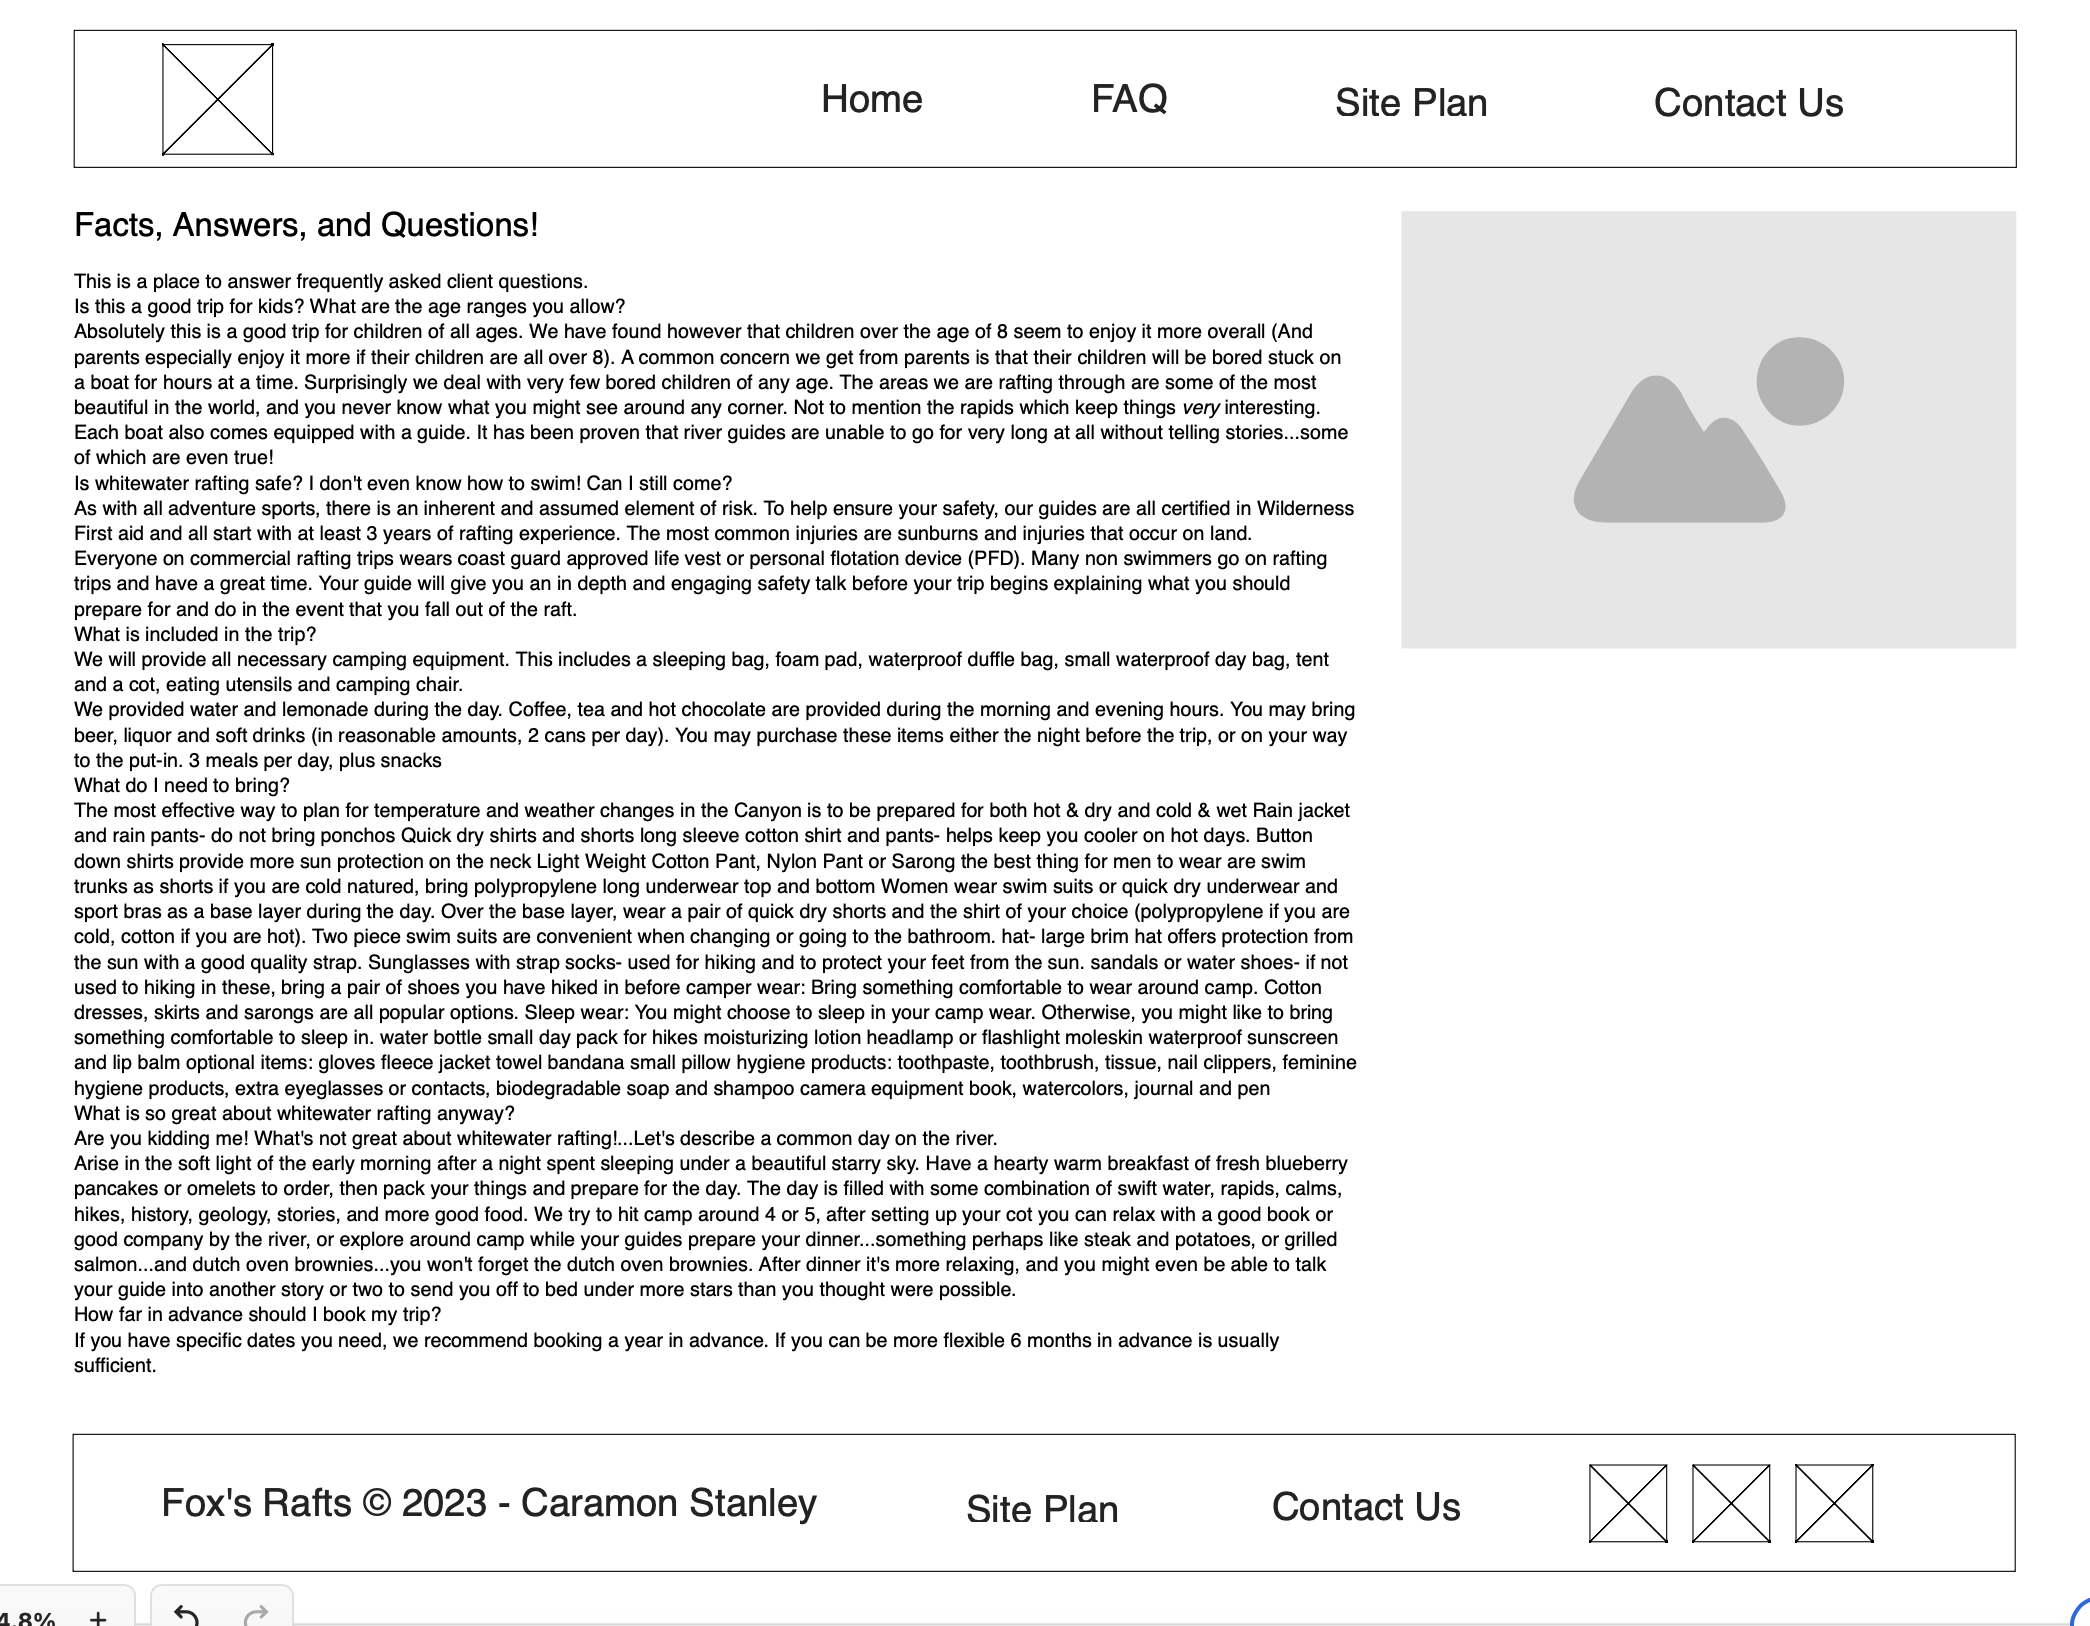 Home FAQ Site Plan Contact Us
Facts, Answers, and Questions!
This is a place to answer frequently asked client questions.
Is this a good trip for kids? What are the age ranges you allow?
Absolutely this is a good trip for children of all ages. We have found however that children over the age of 8 seem to enjoy it more overall (And
parents especially enjoy it more if their children are all over 8). A common concern we get from parents is that their children will be bored stuck on
a boat for hours at a time. Surprisingly we deal with very few bored children of any age. The areas we are rafting through are some of the most
beautiful in the world, and you never know what you might see around any corner. Not to mention the rapids which keep things very interesting.
Each boat also comes equipped with a guide. It has been proven that river guides are unable to go for very long at all without telling stories...some
of which are even true!
Is whitewater rafting safe? I don't even know how to swim! Can I still come?
As with all adventure sports, there is an inherent and assumed element of risk. To help ensure your safety, our guides are all certified in Wilderness
First aid and all start with at least 3 years of rafting experience. The most common injuries are sunburns and injuries that occur on land.
Everyone on commercial rafting trips wears coast guard approved life vest or personal flotation device (PFD). Many non swimmers go on rafting
trips and have a great time. Your guide will give you an in depth and engaging safety talk before your trip begins explaining what you should
prepare for and do in the event that you fall out of the raft.
What is included in the trip?
We will provide all necessary camping equipment. This includes a sleeping bag, foam pad, waterproof duffle bag, small waterproof day bag, tent
and a cot, eating utensils and camping chair.
We provided water and lemonade during the day. Coffee, tea and hot chocolate are provided during the morning and evening hours. You may bring
beer, liquor and soft drinks (in reasonable amounts, 2 cans per day). You may purchase these items either the night before the trip, or on your way
to the put-in. 3 meals per day, plus snacks
What do I need to bring?
The most effective way to plan for temperature and weather changes in the Canyon is to be prepared for both hot & dry and cold & wet Rain jacket
and rain pants- do not bring ponchos Quick dry shirts and shorts long sleeve cotton shirt and pants- helps keep you cooler on hot days. Button
down shirts provide more sun protection on the neck Light Weight Cotton Pant, Nylon Pant or Sarong the best thing for men to wear are swim
trunks as shorts if you are cold natured, bring polypropylene long underwear top and bottom Women wear swim suits or quick dry underwear and
sport bras as a base layer during the day. Over the base layer, wear a pair of quick dry shorts and the shirt of your choice (polypropylene if you are
cold, cotton if you are hot). Two piece swim suits are convenient when changing or going to the bathroom. hat- large brim hat offers protection from
the sun with a good quality strap. Sunglasses with strap socks- used for hiking and to protect your feet from the sun. sandals or water shoes- if not
used to hiking in these, bring a pair of shoes you have hiked in before camper wear: Bring something comfortable to wear around camp. Cotton
dresses, skirts and sarongs are all popular options. Sleep wear: You might choose to sleep in your camp wear. Otherwise, you might like to bring
something comfortable to sleep in. water bottle small day pack for hikes moisturizing lotion headlamp or flashlight moleskin waterproof sunscreen
and lip balm optional items: gloves fleece jacket towel bandana small pillow hygiene products: toothpaste, toothbrush, tissue, nail clippers, feminine
hygiene products, extra eyeglasses or contacts, biodegradable soap and shampoo camera equipment book, watercolors, journal and pen
What is so great about whitewater rafting anyway?
Are you kidding me! What's not great about whitewater rafting!...Let's describe a common day on the river.
Arise in the soft light of the early morning after a night spent sleeping under a beautiful starry sky. Have a hearty warm breakfast of fresh blueberry
pancakes or omelets to order, then pack your things and prepare for the day. The day is filled with some combination of swift water, rapids, calms,
hikes, history, geology, stories, and more good food. We try to hit camp around 4 or 5, after setting up your cot you can relax with a good book or
good company by the river, or explore around camp while your guides prepare your dinner...something perhaps like steak and potatoes, or grilled
salmon...and dutch oven brownies...you won't forget the dutch oven brownies. After dinner it's more relaxing, and you might even be able to talk
your guide into another story or two to send you off to bed under more stars than you thought were possible.
How far in advance should I book my trip?
If you have specific dates you need, we recommend booking a year in advance. If you can be more flexible 6 months in advance is usually
sufficient.
Fox's Rafts © 2023 - Caramon Stanley Site Plan Contact Us
4.8% +